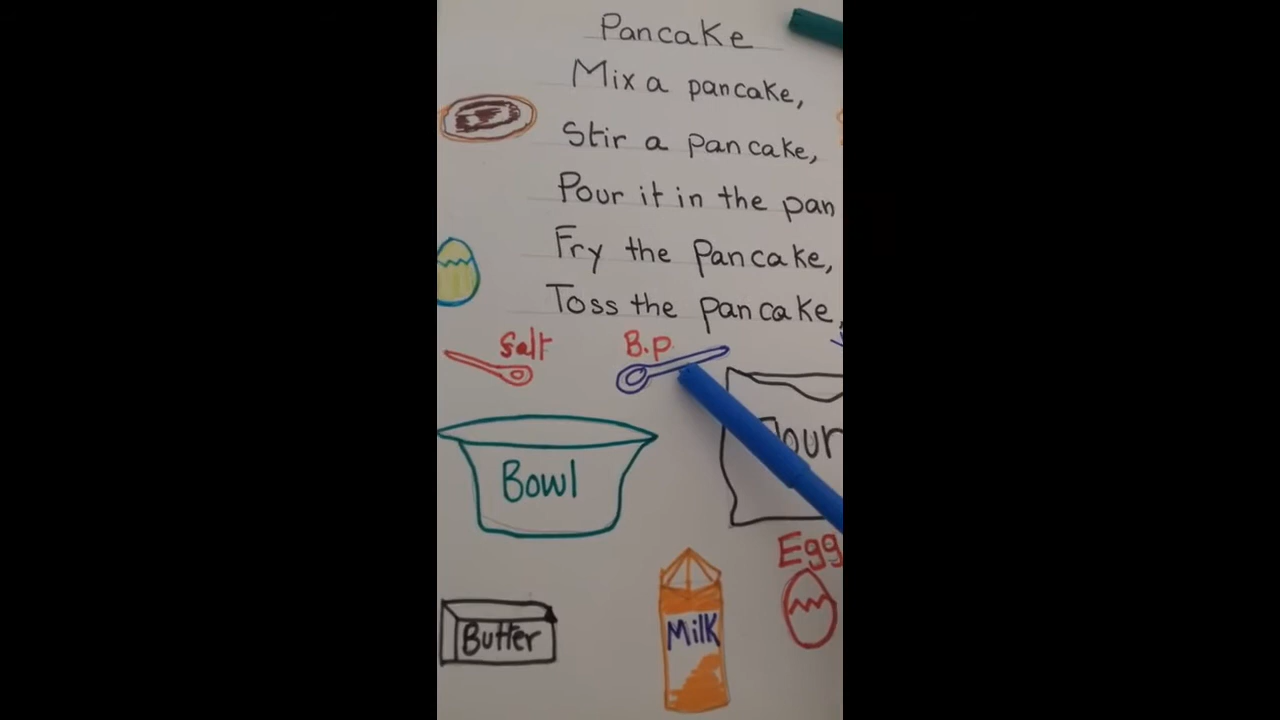 Pancake
Mix a pancake,
Stir a pancake,
Pour it in the pan
Fry the pancake,
Toss the pancake,
Salt
B.P
Bowl
Egg
Butter
Milk